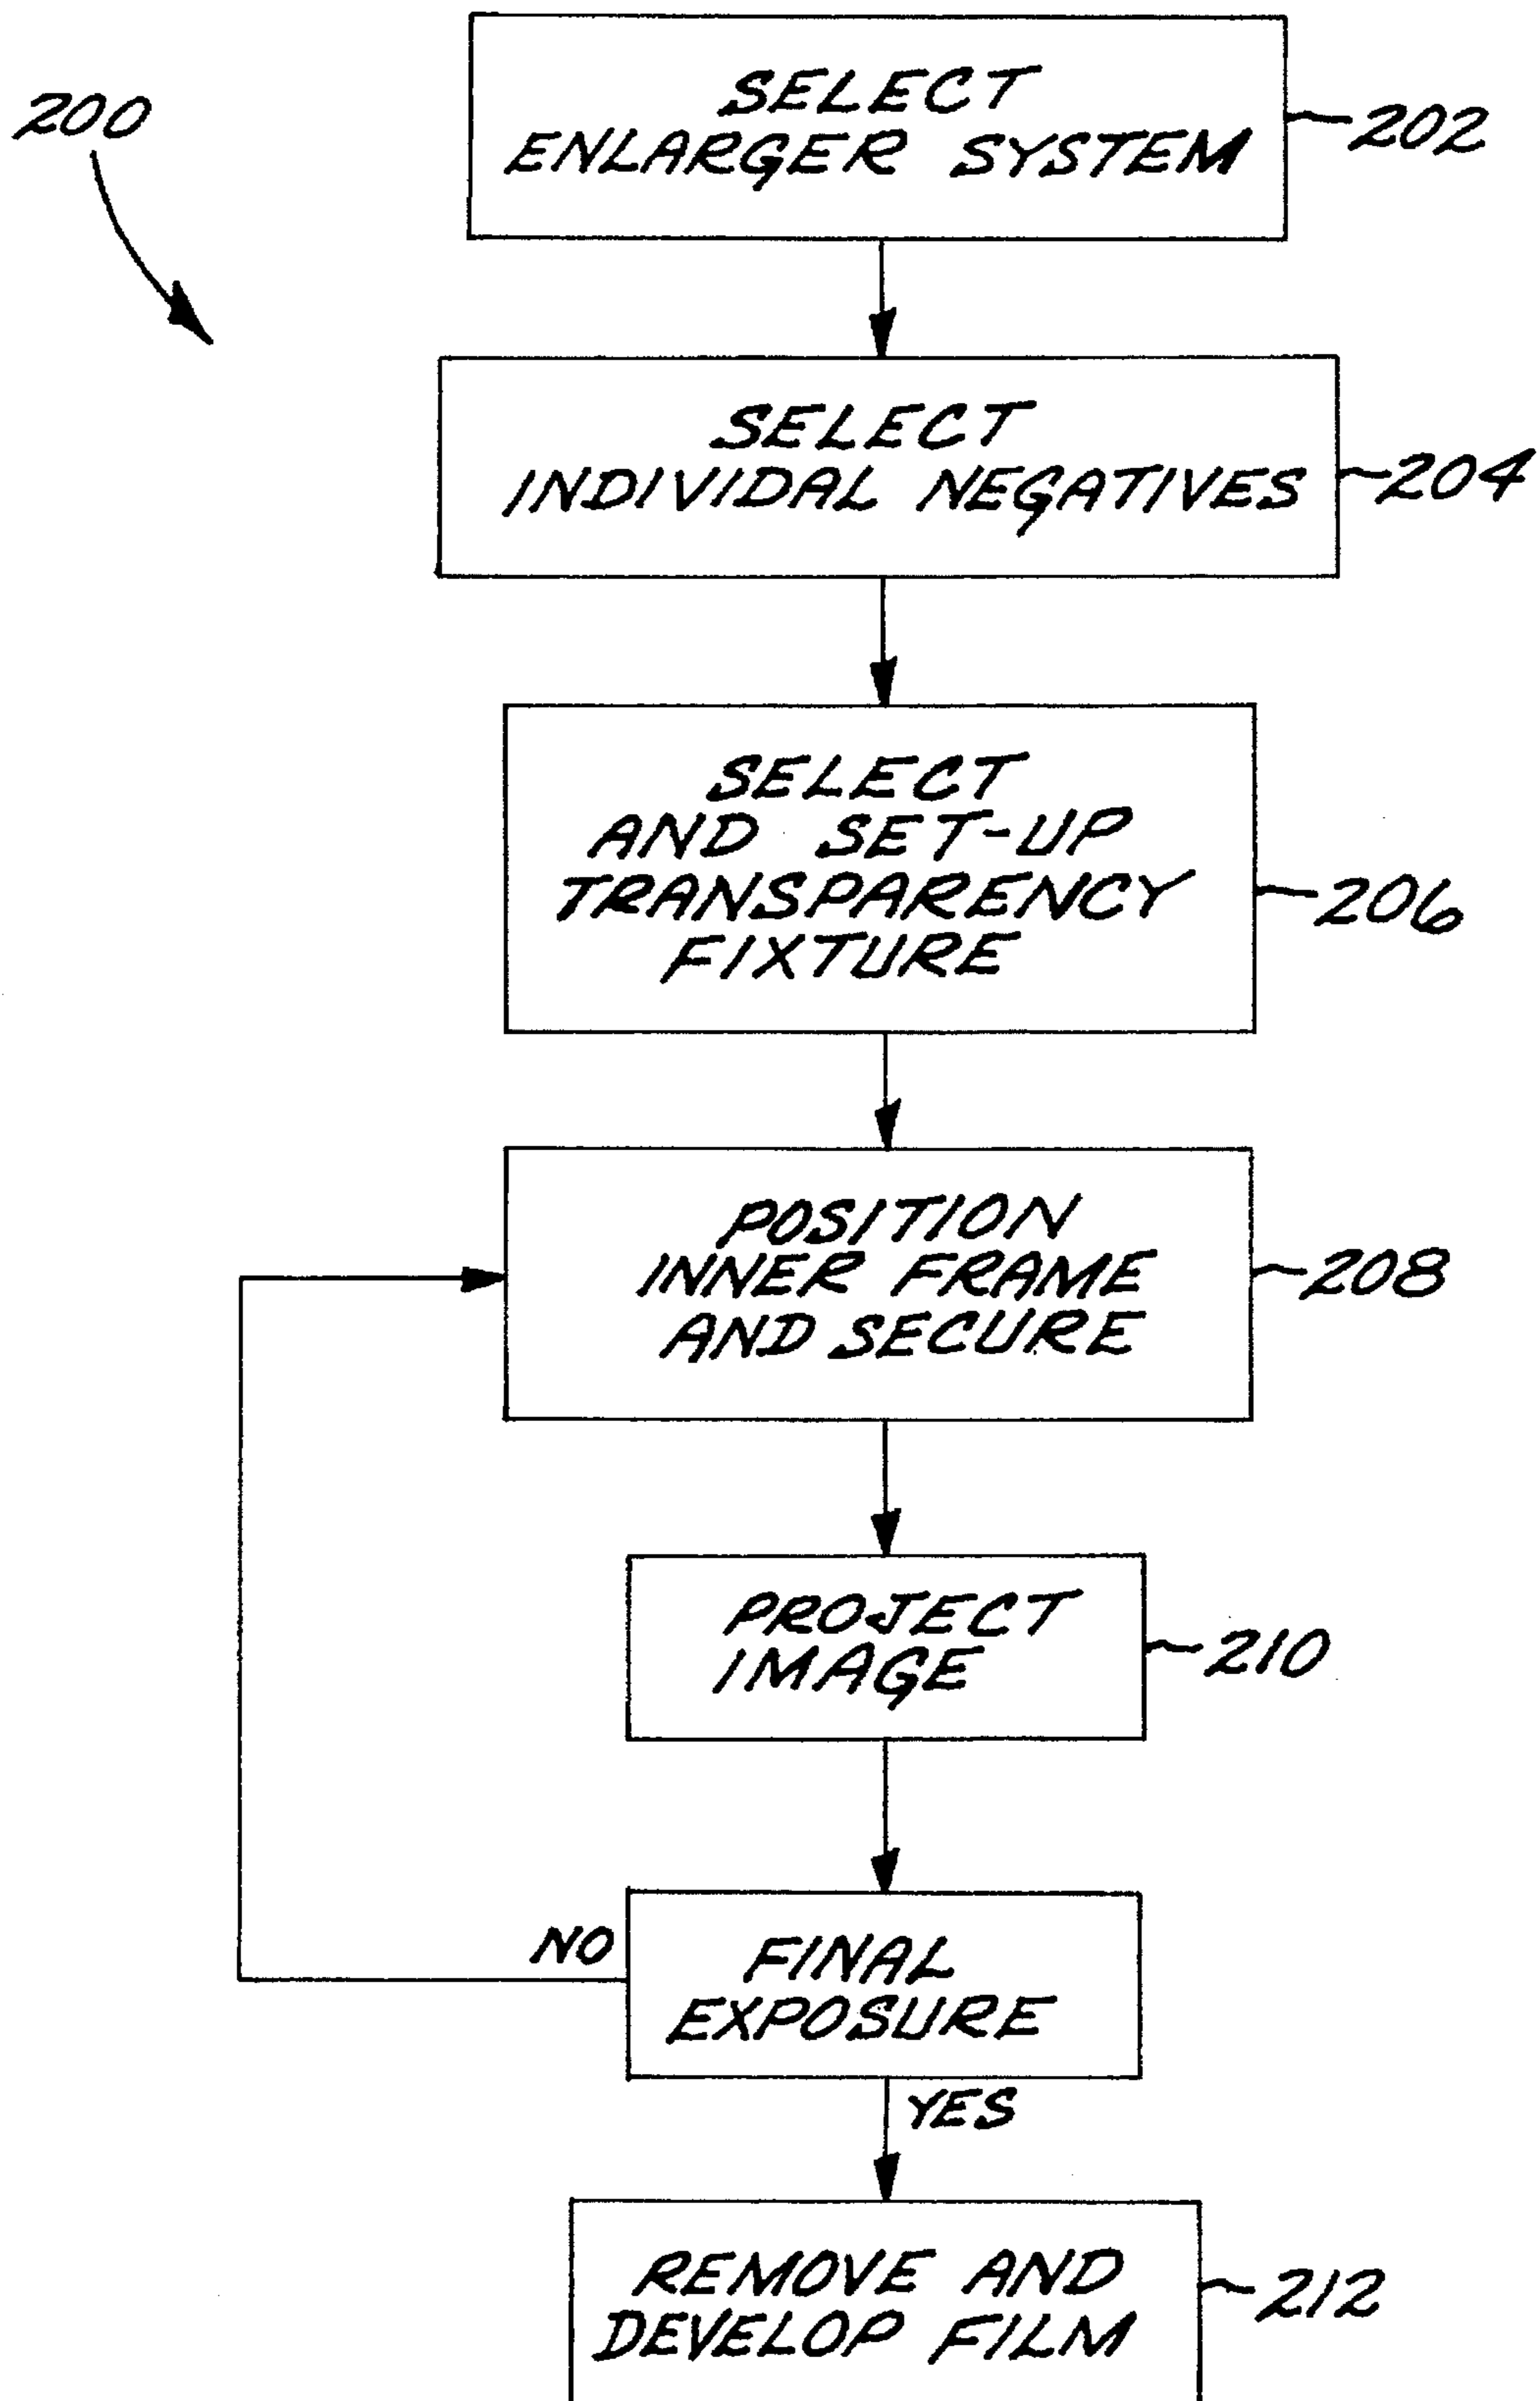 200
SELECT
ENLARGER SYSTEM
202
SELECT
INDIVIDAL NEGATIVES
204
SELECT
AND SET-UP
TRANSPARENCY
FIXTURE
206
POSITION
INNER FRAME
AND SECURE
208
PROJECT
IMAGE
210
NO
FINAL
EXPOSURE
YES
REMOVE AND
DEVELOP FILM
212